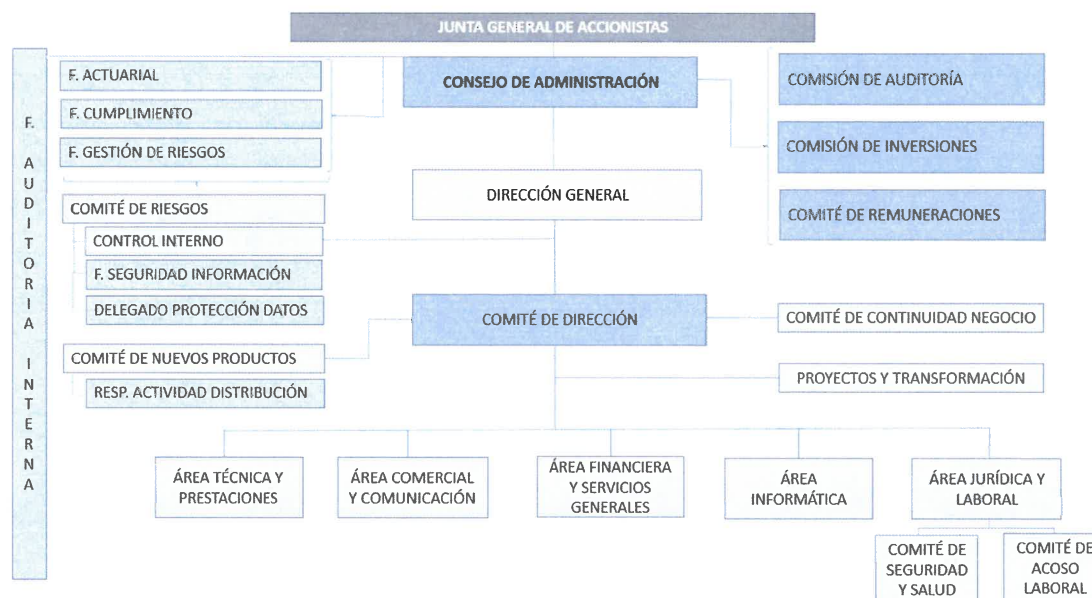 JUNTA GENERAL DE ACCIONISTAS
F. AUDITORIA INTERNA
F. ACTUARIAL
F. CUMPLIMIENTO
F. GESTIÓN DE RIESGOS
COMITÉ DE RIESGOS
CONTROL INTERNO
F. SEGURIDAD INFORMACIÓN
DELEGADO PROTECCIÓN DATOS
COMITÉ DE NUEVOS PRODUCTOS
RESP. ACTIVIDAD DISTRIBUCIÓN
CONSEJO DE ADMINISTRACIÓN
DIRECCIÓN GENERAL
COMITÉ DE DIRECCIÓN
COMISIÓN DE AUDITORÍA
COMISIÓN DE INVERSIONES
COMITÉ DE REMUNERACIONES
COMITÉ DE CONTINUIDAD NEGOCIO
PROYECTOS Y TRANSFORMACIÓN
ÁREA TÉCNICA Y
PRESTACIONES
ÁREA COMERCIAL
Y COMUNICACIÓN
ÁREA FINANCIERA
Y SERVICIOS
GENERALES
ÁREA
INFORMÁTICA
ÁREA JURÍDICA Y
LABORAL
COMITÉ DE
SEGURIDAD
Y SALUD
COMITÉ DE
ACOSO
LABORAL